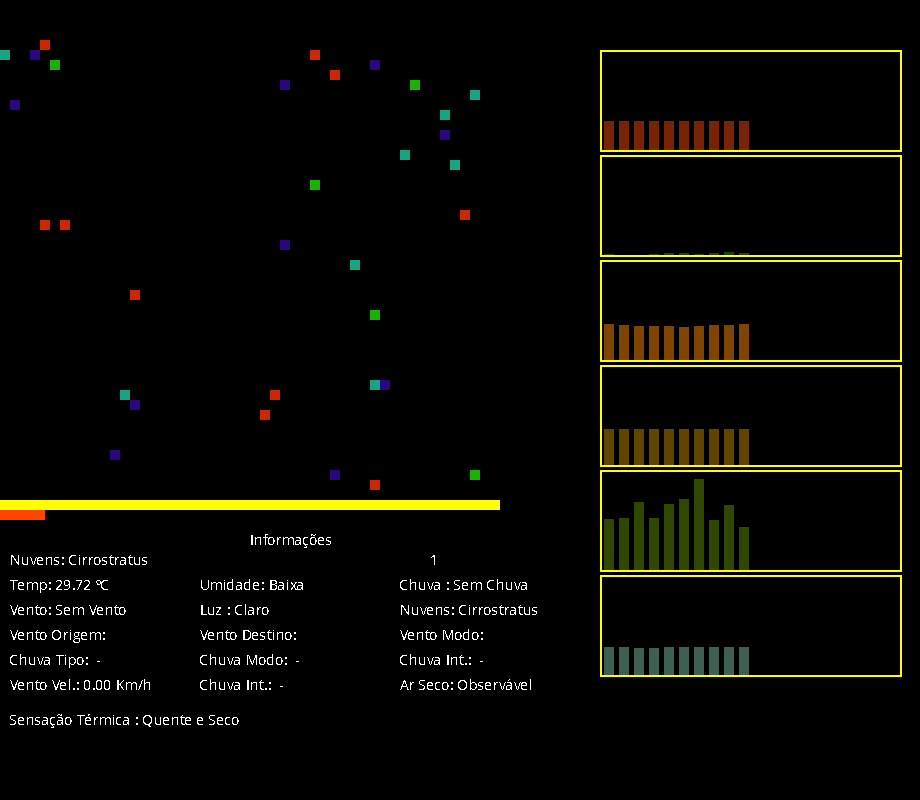 Informações
Nuvens: Cirrostratus 1
Temp: 29.72 ºC Umidade: Baixa Chuva : Sem Chuva
Vento: Sem Vento Luz : Claro Nuvens: Cirrostratus
Vento Origem: Vento Destino: Vento Modo:
Chuva Tipo: - Chuva Modo: - Chuva Int.: -
Vento Vel.: 0.00 Km/h Chuva Int.: - Ar Seco: Observável
Sensação Térmica : Quente e Seco